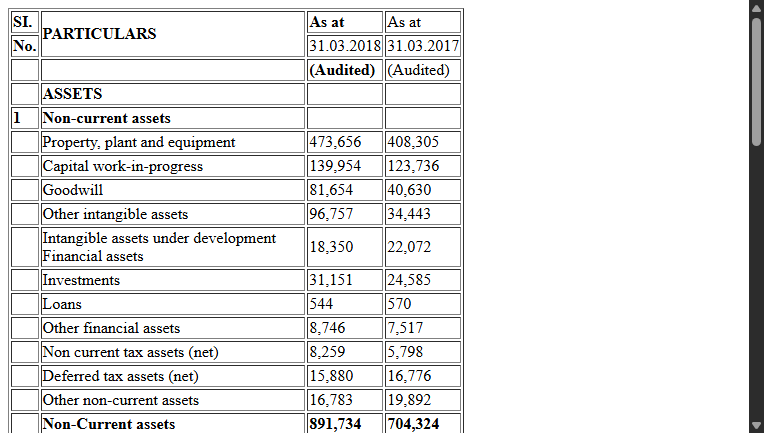 SI. PARTICULARS As at As at
No. 31.03.2018 31.03.2017
(Audited) (Audited)
ASSETS
1 Non-current assets
Property, plant and equipment 473,656 408,305
Capital work-in-progress 139,954 123,736
Goodwill 81,654 40,630
Other intangible assets 96,757 34,443
Intangible assets under development
Financial assets 18,350 22,072
Investments 31,151 24,585
Loans 544 570
Other financial assets 8,746 7,517
Non current tax assets (net) 8,259 5,798
Deferred tax assets (net) 15,880 16,776
Other non-current assets 16,783 19,892
Non-Current assets 891,734 704,324